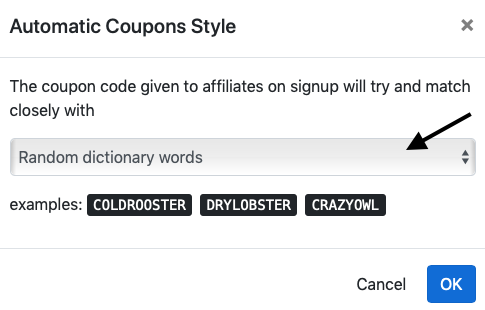 Automatic Coupons Style ×
The coupon code given to affiliates on signup will try and match
closely with
Random dictionary words
examples: COLDROOSTER DRYLOBSTER CRAZYOWL
Cancel OK